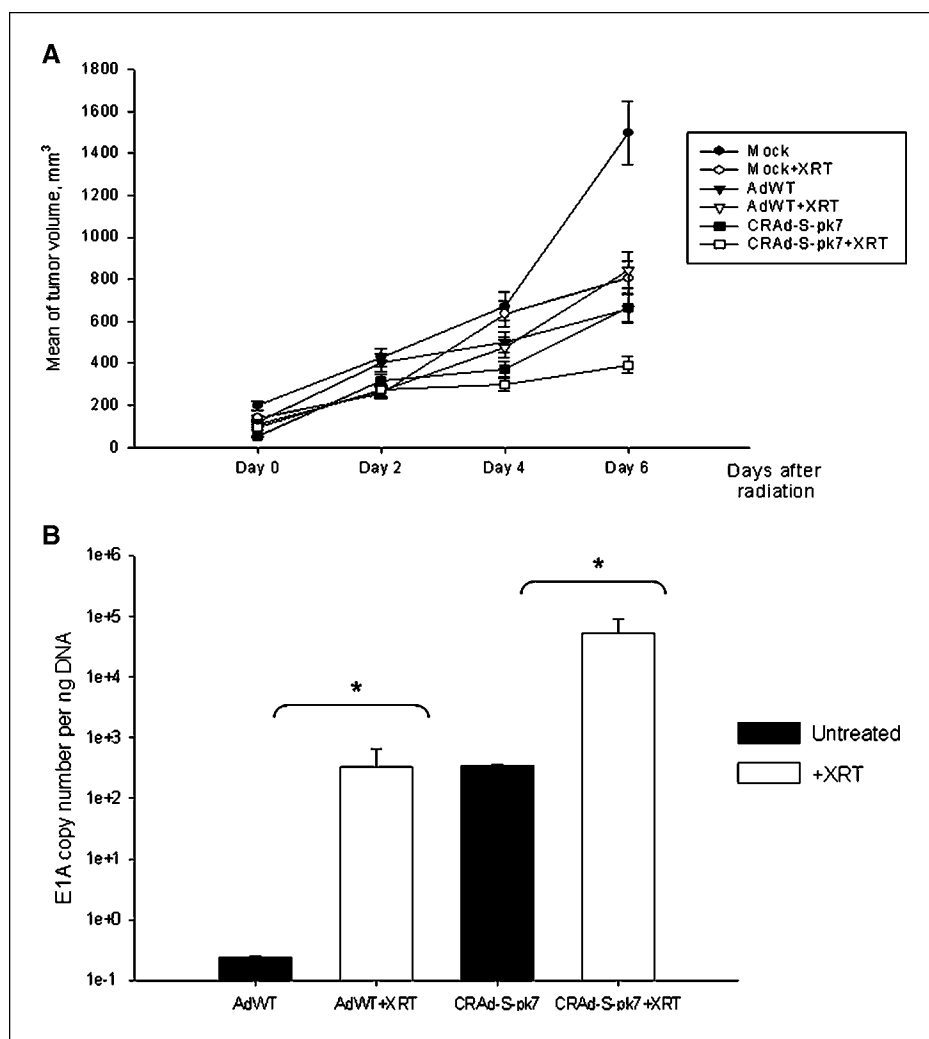 A
1800
1600
1400
1200
1000
800
600
400
200
0
Mean of tumor volume, mm³
Day 0 Day 2 Day 4 Day 6
Days after
radiation
Mock
Mock+XRT
AdWT
AdWT+XRT
CRAd-S-pk7
CRAd-S-pk7+XRT
B
1e+6
1e+5
1e+4
1e+3
1e+2
1e+1
1e+0
1e-1
E1A copy number per ng DNA
*
*
AdWT AdWT+XRT CRAd-S-pk7 CRAd-S-pk7+XRT
Untreated
+XRT